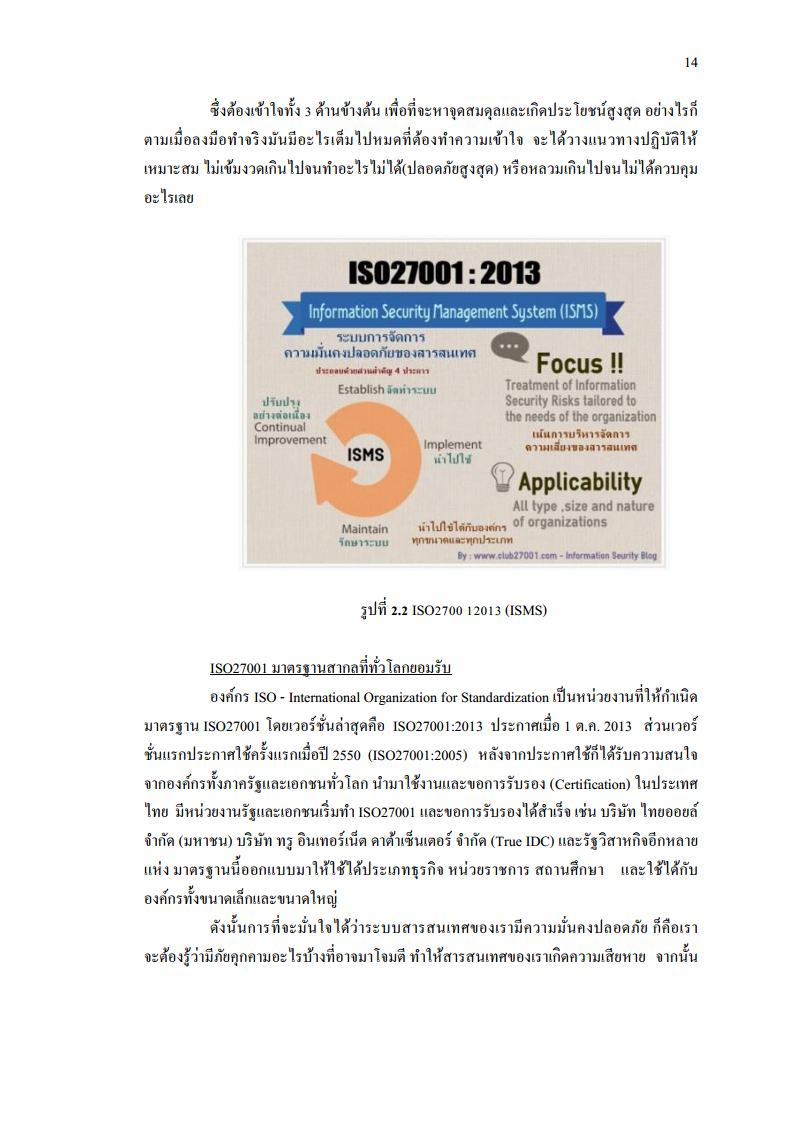 14
ซึ่งต้องเข้าใจทั้ง 3 ด้านข้างต้น เพื่อที่จะหาจุดสมดุลและเกิดประโยชน์สูงสุด อย่างไรก็
ตามเมื่อลงมือทำจริงมันมีอะไรเต็มไปหมดที่ต้องทำความเข้าใจ จะได้วางแนวทางปฏิบัติให้
เหมาะสม ไม่เข้มงวดเกินไปจนทำอะไรไม่ได้(ปลอดภัยสูงสุด) หรือหลวมเกินไปจนไม่ได้ควบคุม
อะไรเลย
ISO27001 : 2013
Information Security Management System (ISMS)
ระบบการจัดการ
ความมั่นคงปลอดภัยของสารสนเทศ
ประกอบด้วยส่วนสำคัญ 4 ประการ
Establish จัดทำระบบ
ปรับปรุง
อย่างต่อเนื่อง
Continual
Improvement
ISMS
Implement
นำไปใช้
Maintain
รักษาระบบ
Focus !!
Treatment of Information
Security Risks tailored to
the needs of the organization
เน้นการบริหารจัดการ
ความเสี่ยงของสารสนเทศ
Applicability
All type ,size and nature
of organizations
นำไปใช้ได้กับองค์กร
ทุกขนาดและทุกประเภท
By : www.club27001.com - Information Seurity Blog
รูปที่ 2.2 ISO2700 12013 (ISMS)
ISO27001 มาตรฐานสากลที่ทั่วโลกยอมรับ
องค์กร ISO - International Organization for Standardization เป็นหน่วยงานที่ให้กำเนิด
มาตรฐาน ISO27001 โดยเวอร์ชั่นล่าสุดคือ ISO27001:2013 ประกาศเมื่อ 1 ต.ค. 2013 ส่วนเวอร์
ชั่นแรกประกาศใช้ครั้งแรกเมื่อปี 2550 (ISO27001:2005) หลังจากประกาศใช้ก็ได้รับความสนใจ
จากองค์กรทั้งภาครัฐและเอกชนทั่วโลก นำมาใช้งานและขอการรับรอง (Certification) ในประเทศ
ไทย มีหน่วยงานรัฐและเอกชนเริ่มทำ ISO27001 และขอการรับรองได้สำเร็จ เช่น บริษัท ไทยออยล์
จำกัด (มหาชน) บริษัท ทรู อินเทอร์เน็ต ดาต้าเซ็นเตอร์ จำกัด (True IDC) และรัฐวิสาหกิจอีกหลาย
แห่ง มาตรฐานนี้ออกแบบมาให้ใช้ได้ประเภทธุรกิจ หน่วยราชการ สถานศึกษา และใช้ได้กับ
องค์กรทั้งขนาดเล็กและขนาดใหญ่
ดังนั้นการที่จะมั่นใจได้ว่าระบบสารสนเทศของเรามีความมั่นคงปลอดภัย ก็คือเรา
จะต้องรู้ว่ามีภัยคุกคามอะไรบ้างที่อาจมาโจมตี ทำให้สารสนเทศของเราเกิดความเสียหาย จากนั้น